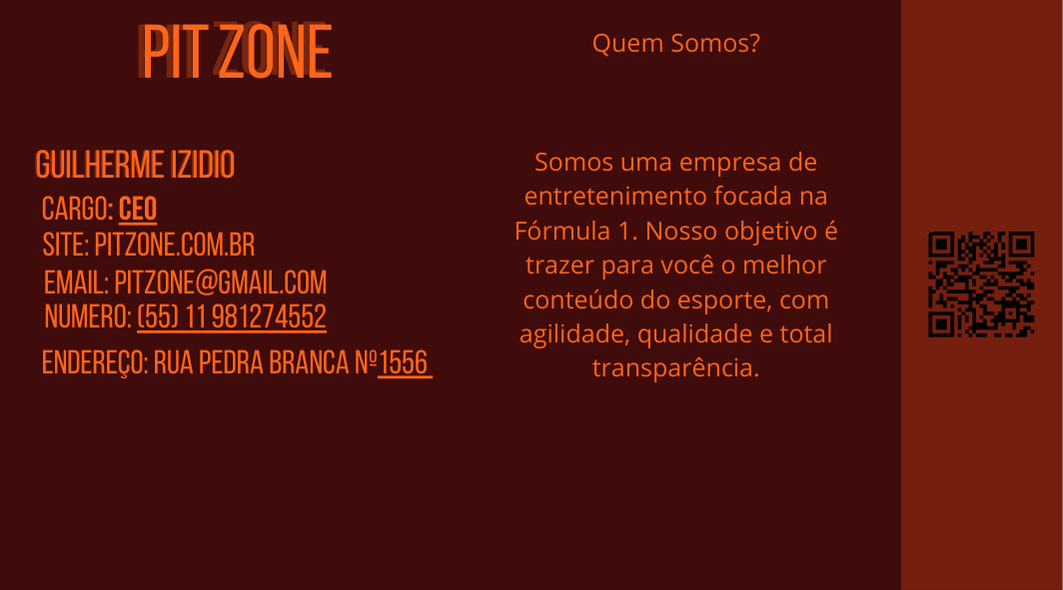 PIT ZONE
GUILHERME IZIDIO
CARGO: CEO
SITE: PITZONE.COM.BR
EMAIL: PITZONE@GMAIL.COM
NUMERO: (55) 11 981274552
ENDEREÇO: RUA PEDRA BRANCA Nº1556
Quem Somos?
Somos uma empresa de
entretenimento focada na
Fórmula 1. Nosso objetivo é
trazer para você o melhor
conteúdo do esporte, com
agilidade, qualidade e total
transparência.